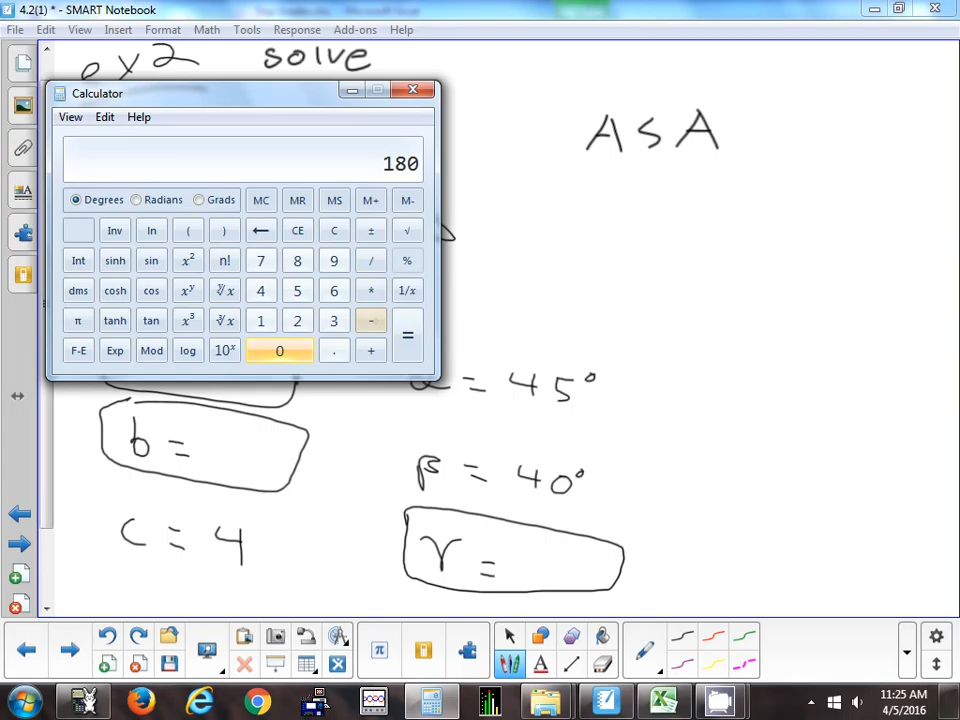 4.2(1) * - SMART Notebook
File Edit View Insert Format Math Tools Response Add-ons Help
ex2 solve
Calculator
View Edit Help
180
Degrees Radians Grads MC MR MS M+ M-
Inv ln ( ) ← CE C ± √
Int sinh sin x² n! 7 8 9 / %
dms cosh cos xʸ ʸ√x 4 5 6 * 1/x
π tanh tan x³ ³√x 1 2 3 - =
F-E Exp Mod log 10ˣ 0 . +
ASA
α = 45°
b =
β = 40°
c = 4
γ =
π
A
11:25 AM
4/5/2016